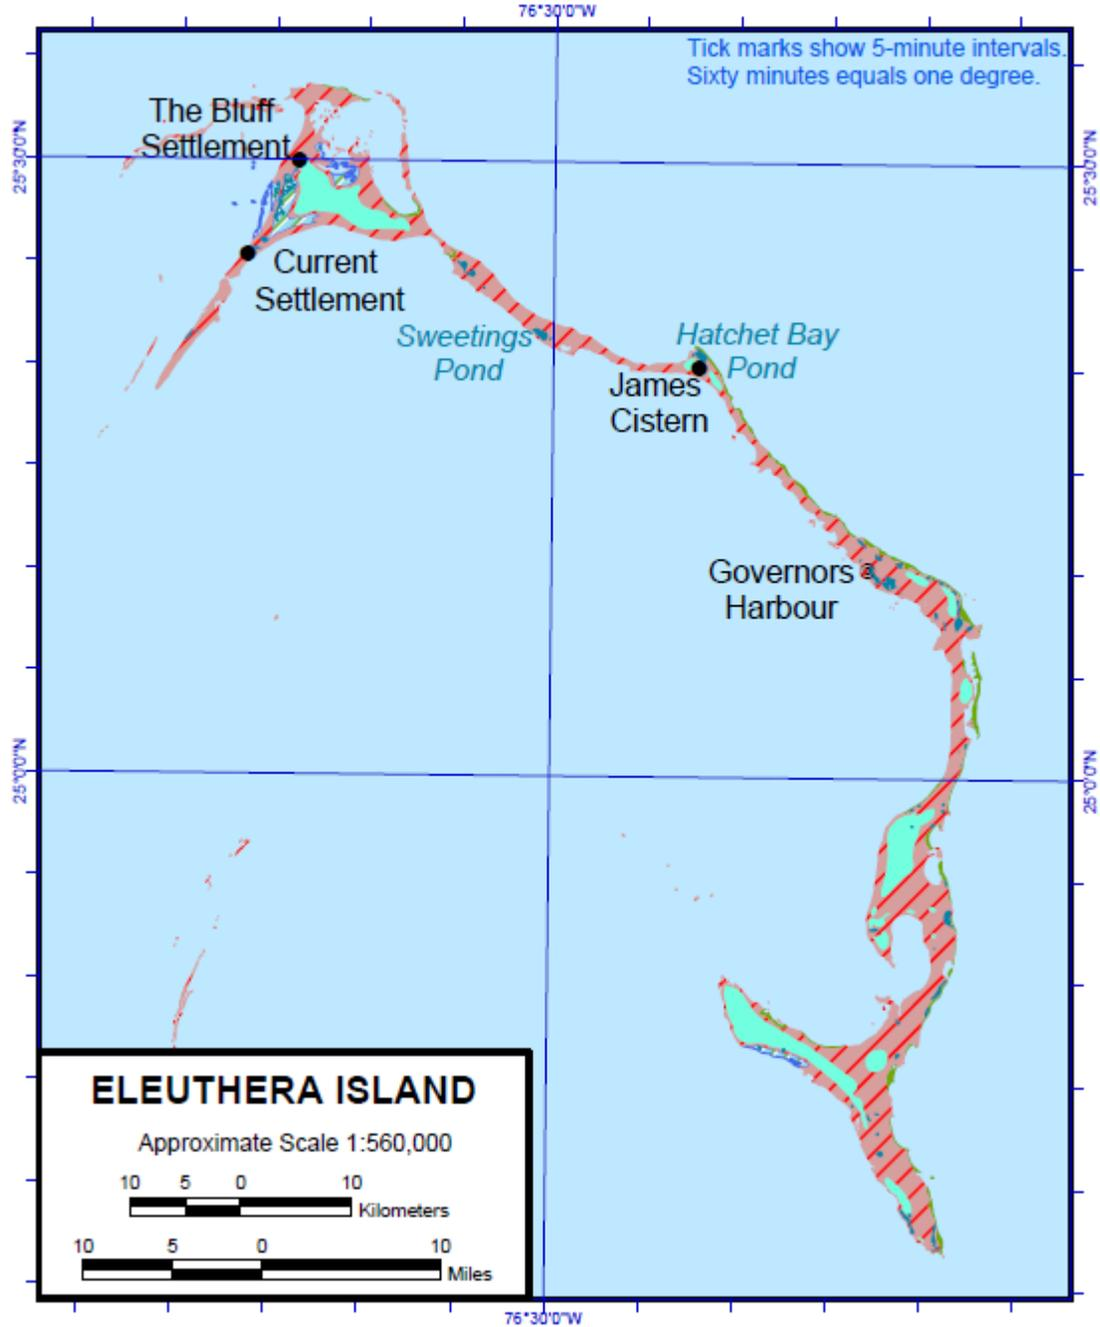 76°30'0"W
Tick marks show 5-minute intervals.
Sixty minutes equals one degree.
The Bluff
Settlement
25°30'0"N
25°30'0"N
Current
Settlement
Sweetings
Pond
Hatchet Bay
Pond
James
Cistern
Governors
Harbour
25°0'0"N
25°0'0"N
ELEUTHERA ISLAND
Approximate Scale 1:560,000
10 5 0 10
Kilometers
10 5 0 10
Miles
76°30'0"W